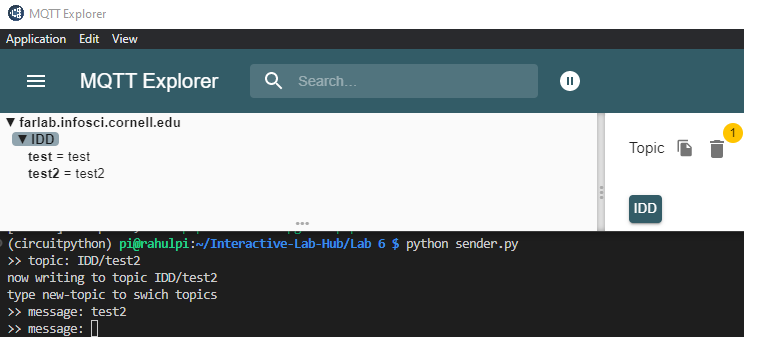 MQTT Explorer
Application Edit View
MQTT Explorer Search...
farlab.infosci.cornell.edu
IDD
test = test
test2 = test2
Topic 1
IDD
(circuitpython) pi@rahulpi:~/Interactive-Lab-Hub/Lab 6 $ python sender.py
>> topic: IDD/test2
now writing to topic IDD/test2
type new-topic to swich topics
>> message: test2
>> message: